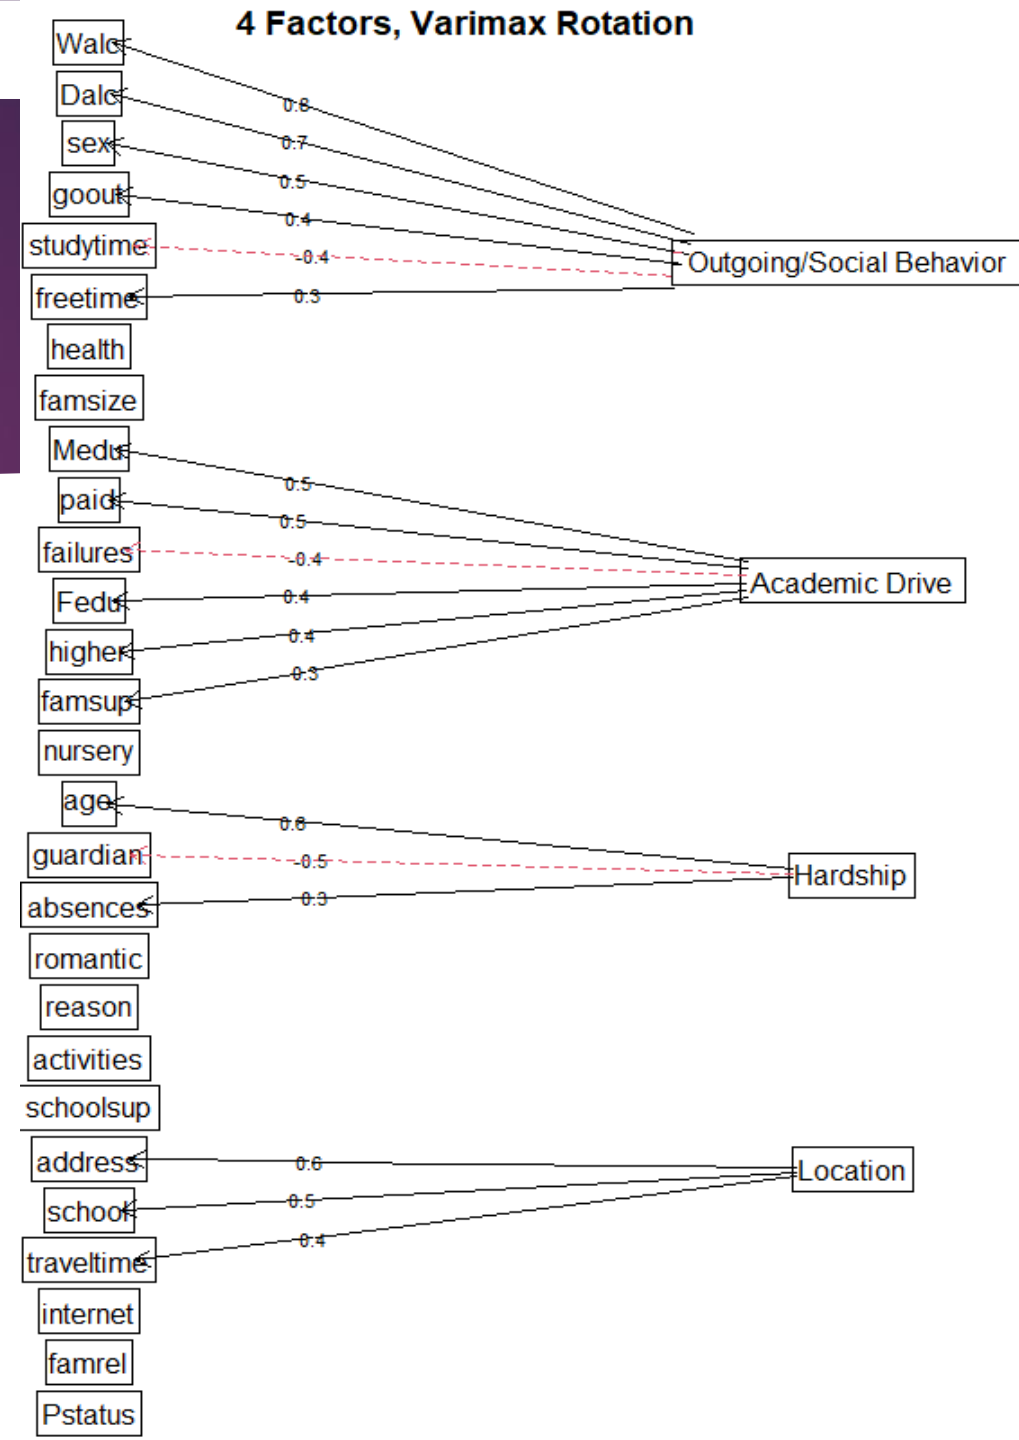 4 Factors, Varimax Rotation
Walc
0.8
Dalc
0.7
sex
0.5
goout
0.4
studytime
-0.4
Outgoing/Social Behavior
freetime
0.3
health
famsize
Medu
0.5
paid
0.5
failures
-0.4
Academic Drive
Fedu
0.4
higher
0.4
famsup
0.3
nursery
age
0.6
guardian
-0.5
Hardship
absences
0.3
romantic
reason
activities
schoolsup
address
0.6
Location
school
0.5
traveltime
0.4
internet
famrel
Pstatus